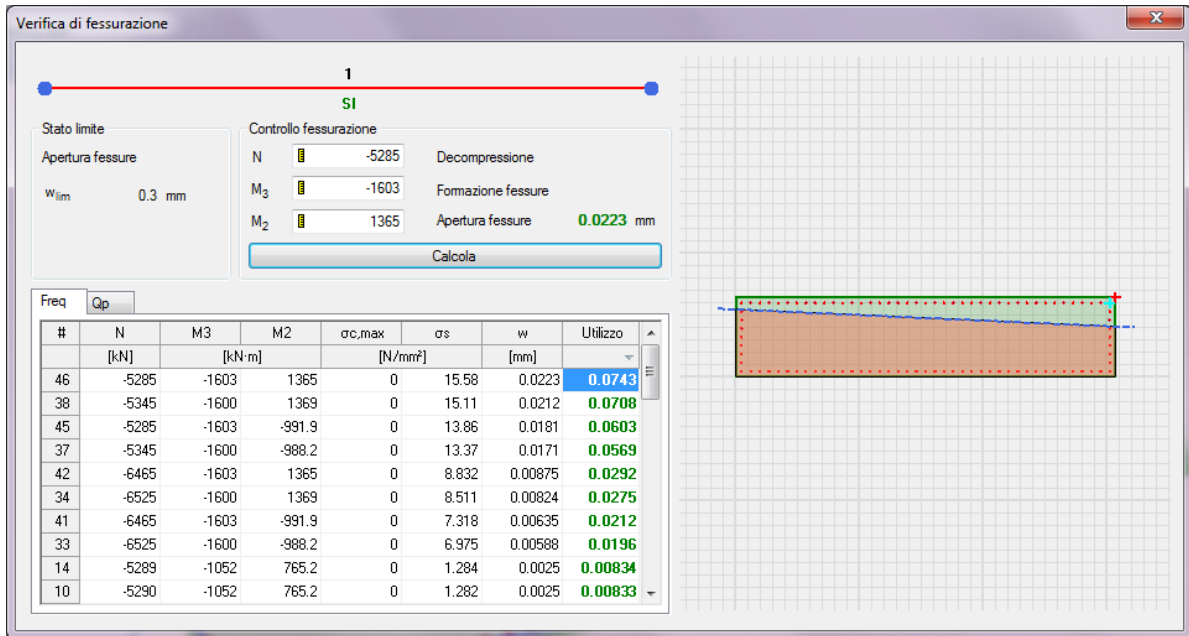 Verifica di fessurazione
1
SI
Stato limite
Apertura fessure
wlim 0.3 mm
Controllo fessurazione
N -5285 Decompressione
M3 -1603 Formazione fessure
M2 1365 Apertura fessure 0.0223 mm
Calcola
Freq Qp
# N M3 M2 σc,max σs w Utilizzo
[kN] [kN·m] [N/mm²] [mm]
46 -5285 -1603 1365 0 15.58 0.0223 0.0743
38 -5345 -1600 1369 0 15.11 0.0212 0.0708
45 -5285 -1603 -991.9 0 13.86 0.0181 0.0603
37 -5345 -1600 -988.2 0 13.37 0.0171 0.0569
42 -6465 -1603 1365 0 8.832 0.00875 0.0292
34 -6525 -1600 1369 0 8.511 0.00824 0.0275
41 -6465 -1603 -991.9 0 7.318 0.00635 0.0212
33 -6525 -1600 -988.2 0 6.975 0.00588 0.0196
14 -5289 -1052 765.2 0 1.284 0.0025 0.00834
10 -5290 -1052 765.2 0 1.282 0.0025 0.00833